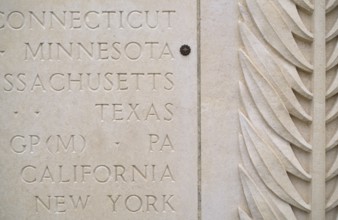 CONNECTICUT
· MINNESOTA
SSACHUSETTS
· · TEXAS
GP(M) · PA
CALIFORNIA
NEW YORK